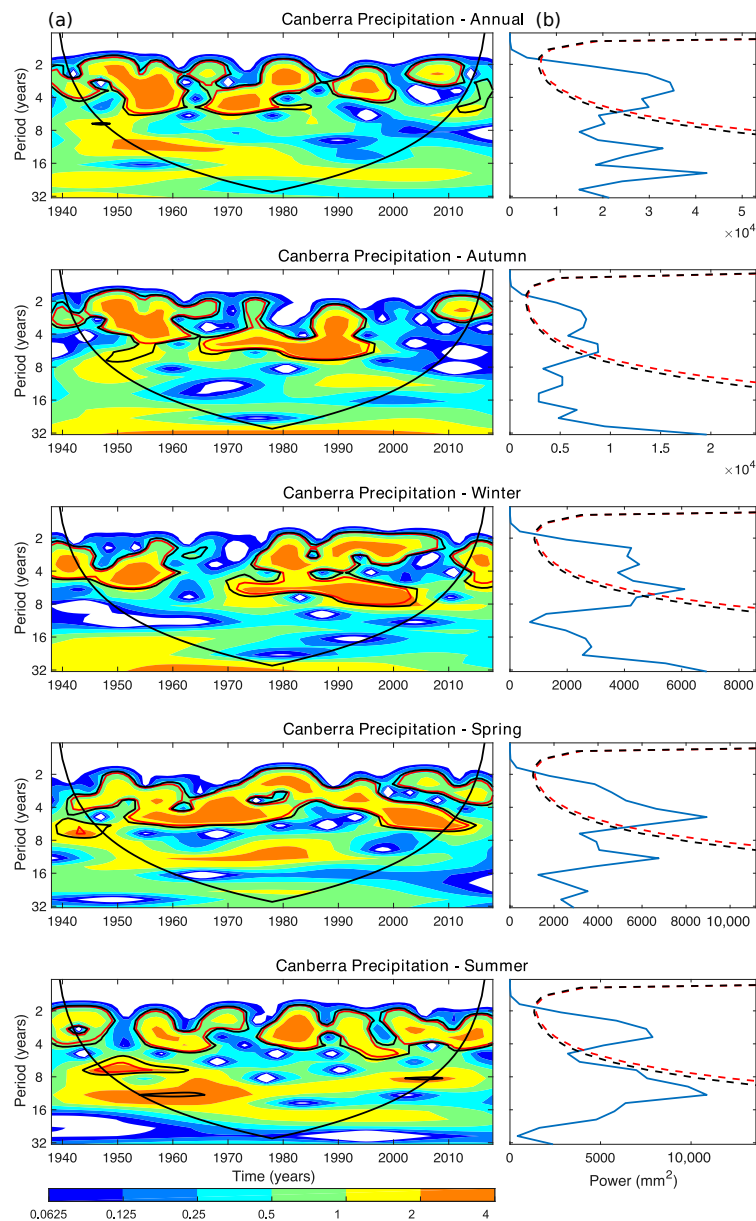 (a) Canberra Precipitation - Annual (b)
Period (years)
2
4
8
16
32
1940 1950 1960 1970 1980 1990 2000 2010
0 1 2 3 4 5
×10⁴
Canberra Precipitation - Autumn
Period (years)
2
4
8
16
32
1940 1950 1960 1970 1980 1990 2000 2010
0 0.5 1 1.5 2
×10⁴
Canberra Precipitation - Winter
Period (years)
2
4
8
16
32
1940 1950 1960 1970 1980 1990 2000 2010
0 2000 4000 6000 8000
Canberra Precipitation - Spring
Period (years)
2
4
8
16
32
1940 1950 1960 1970 1980 1990 2000 2010
0 2000 4000 6000 8000 10,000
Canberra Precipitation - Summer
Period (years)
2
4
8
16
32
1940 1950 1960 1970 1980 1990 2000 2010
0 5000 10,000
Time (years) Power (mm²)
0.0625 0.125 0.25 0.5 1 2 4